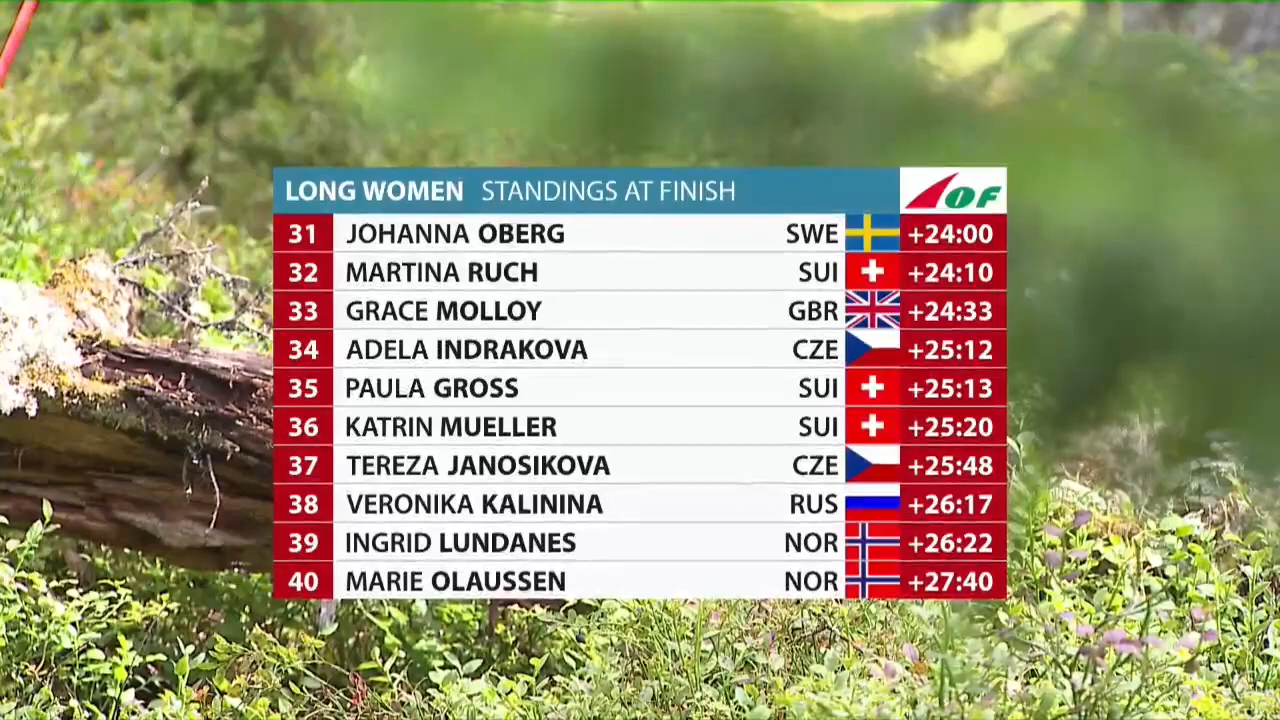 LONG WOMEN STANDINGS AT FINISH IOF
31 JOHANNA OBERG SWE +24:00
32 MARTINA RUCH SUI +24:10
33 GRACE MOLLOY GBR +24:33
34 ADELA INDRAKOVA CZE +25:12
35 PAULA GROSS SUI +25:13
36 KATRIN MUELLER SUI +25:20
37 TEREZA JANOSIKOVA CZE +25:48
38 VERONIKA KALININA RUS +26:17
39 INGRID LUNDANES NOR +26:22
40 MARIE OLAUSSEN NOR +27:40